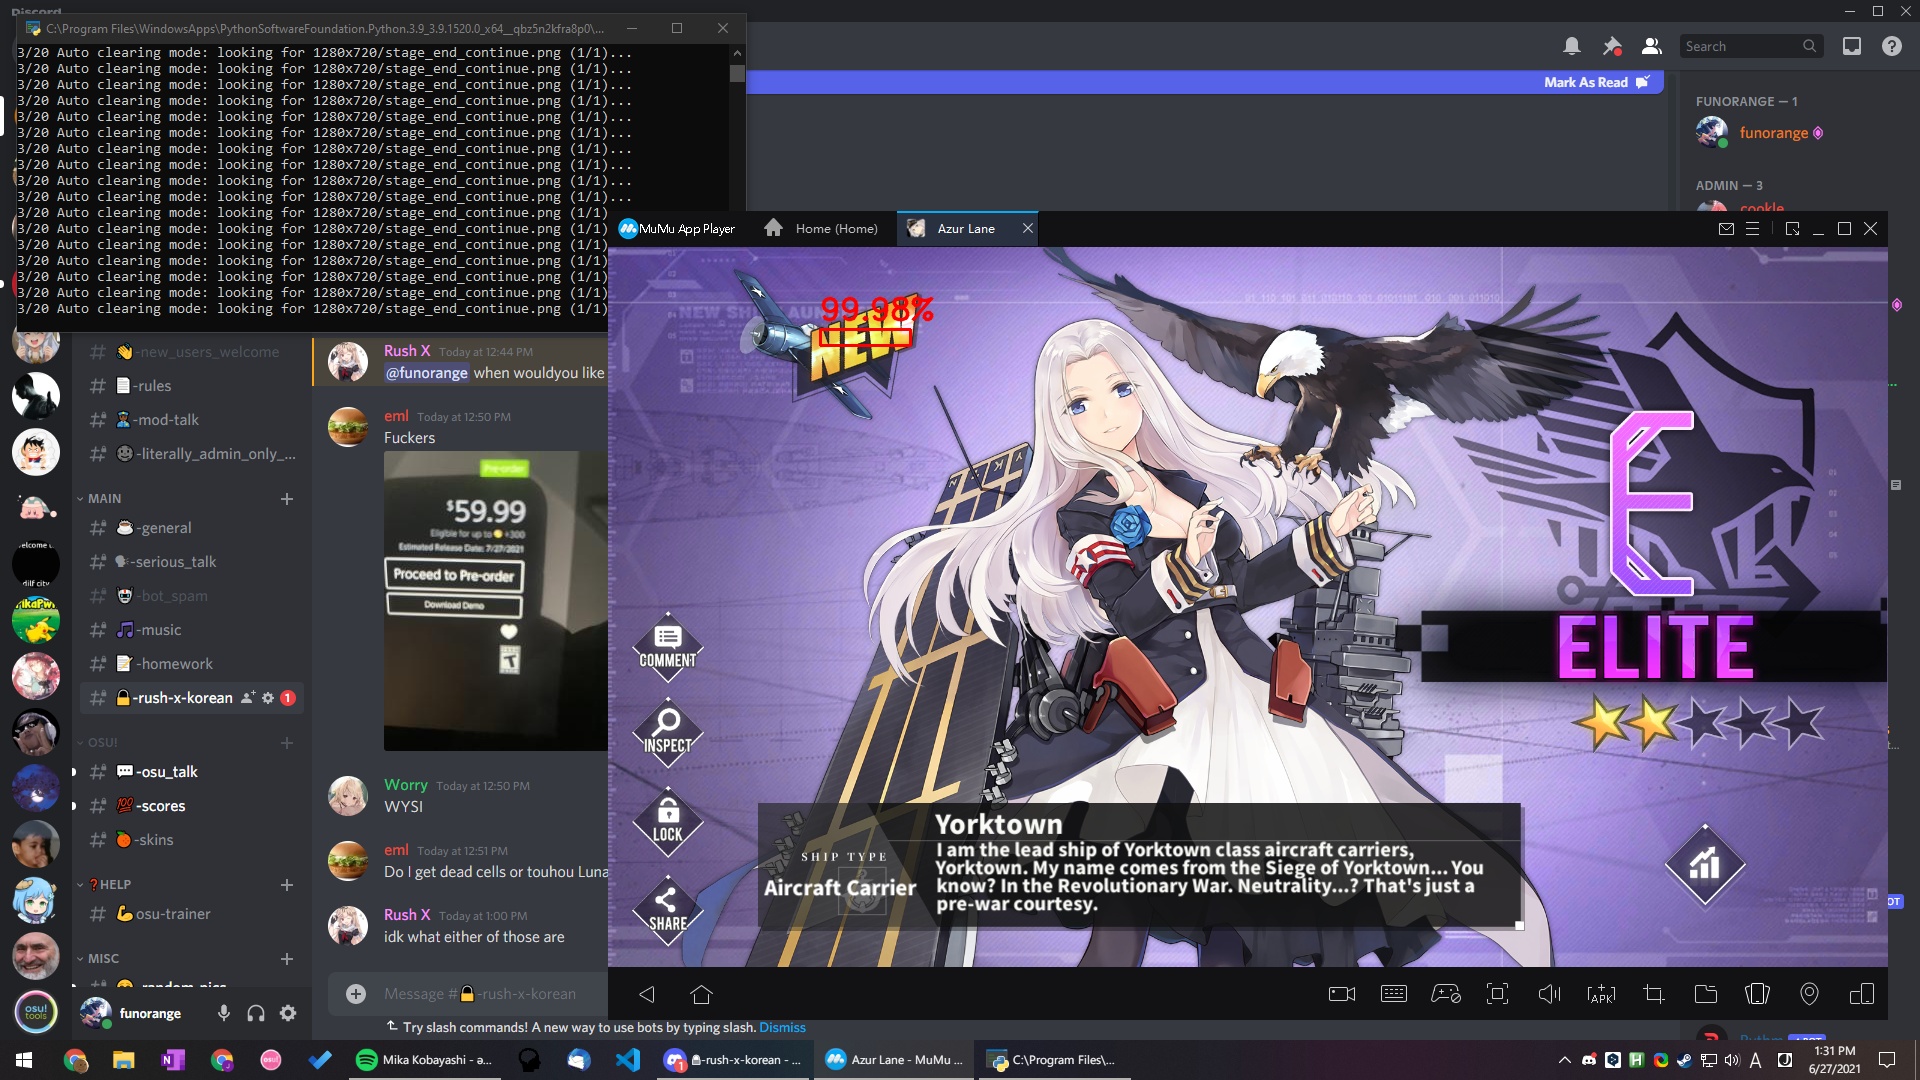 Discord
C:\Program Files\WindowsApps\PythonSoftwareFoundation.Python.3.9_3.9.1520.0_x64__qbz5n2kfra8p0\...
3/20 Auto clearing mode: looking for 1280x720/stage_end_continue.png (1/1)...
3/20 Auto clearing mode: looking for 1280x720/stage_end_continue.png (1/1)...
3/20 Auto clearing mode: looking for 1280x720/stage_end_continue.png (1/1)...
3/20 Auto clearing mode: looking for 1280x720/stage_end_continue.png (1/1)...
3/20 Auto clearing mode: looking for 1280x720/stage_end_continue.png (1/1)...
3/20 Auto clearing mode: looking for 1280x720/stage_end_continue.png (1/1)...
3/20 Auto clearing mode: looking for 1280x720/stage_end_continue.png (1/1)...
3/20 Auto clearing mode: looking for 1280x720/stage_end_continue.png (1/1)...
3/20 Auto clearing mode: looking for 1280x720/stage_end_continue.png (1/1)...
3/20 Auto clearing mode: looking for 1280x720/stage_end_continue.png (1/1)...
3/20 Auto clearing mode: looking for 1280x720/stage_end_continue.png (1/1)
3/20 Auto clearing mode: looking for 1280x720/stage_end_continue.png (1/1)
3/20 Auto clearing mode: looking for 1280x720/stage_end_continue.png (1/1)
3/20 Auto clearing mode: looking for 1280x720/stage_end_continue.png (1/1)
3/20 Auto clearing mode: looking for 1280x720/stage_end_continue.png (1/1)
3/20 Auto clearing mode: looking for 1280x720/stage_end_continue.png (1/1)
3/20 Auto clearing mode: looking for 1280x720/stage_end_continue.png (1/1)
Search
Mark As Read
FUNORANGE — 1
funorange
ADMIN — 3
cookle
-new_users_welcome
-rules
-mod-talk
-literally_admin_only_...
MAIN
-general
-serious_talk
-bot_spam
-music
-homework
-rush-x-korean 1
OSU!
-osu_talk
-scores
-skins
HELP
osu-trainer
MISC
-random-pics
funorange
Rush X Today at 12:44 PM
@funorange when wouldyou like
eml Today at 12:50 PM
Fuckers
Pre-order
$59.99
Eligible for up to +300
Estimated Release Date: 7/27/2021
Proceed to Pre-order
Download Demo
T
Worry Today at 12:50 PM
WYSI
eml Today at 12:51 PM
Do I get dead cells or touhou Luna
Rush X Today at 1:00 PM
idk what either of those are
Message #🔒-rush-x-korean
Try slash commands! A new way to use bots by typing slash. Dismiss
MuMu App Player
Home (Home)
Azur Lane
99.98%
NEW
E
ELITE
COMMENT
INSPECT
LOCK
SHARE
SHIP TYPE
Aircraft Carrier
Yorktown
I am the lead ship of Yorktown class aircraft carriers,
Yorktown. My name comes from the Siege of Yorktown... You
know? In the Revolutionary War. Neutrality...? That's just a
pre-war courtesy.
APK
osu!
tools
Mika Kobayashi - ə...
-rush-x-korean - ...
Azur Lane - MuMu ...
C:\Program Files\...
A
1:31 PM
6/27/2021